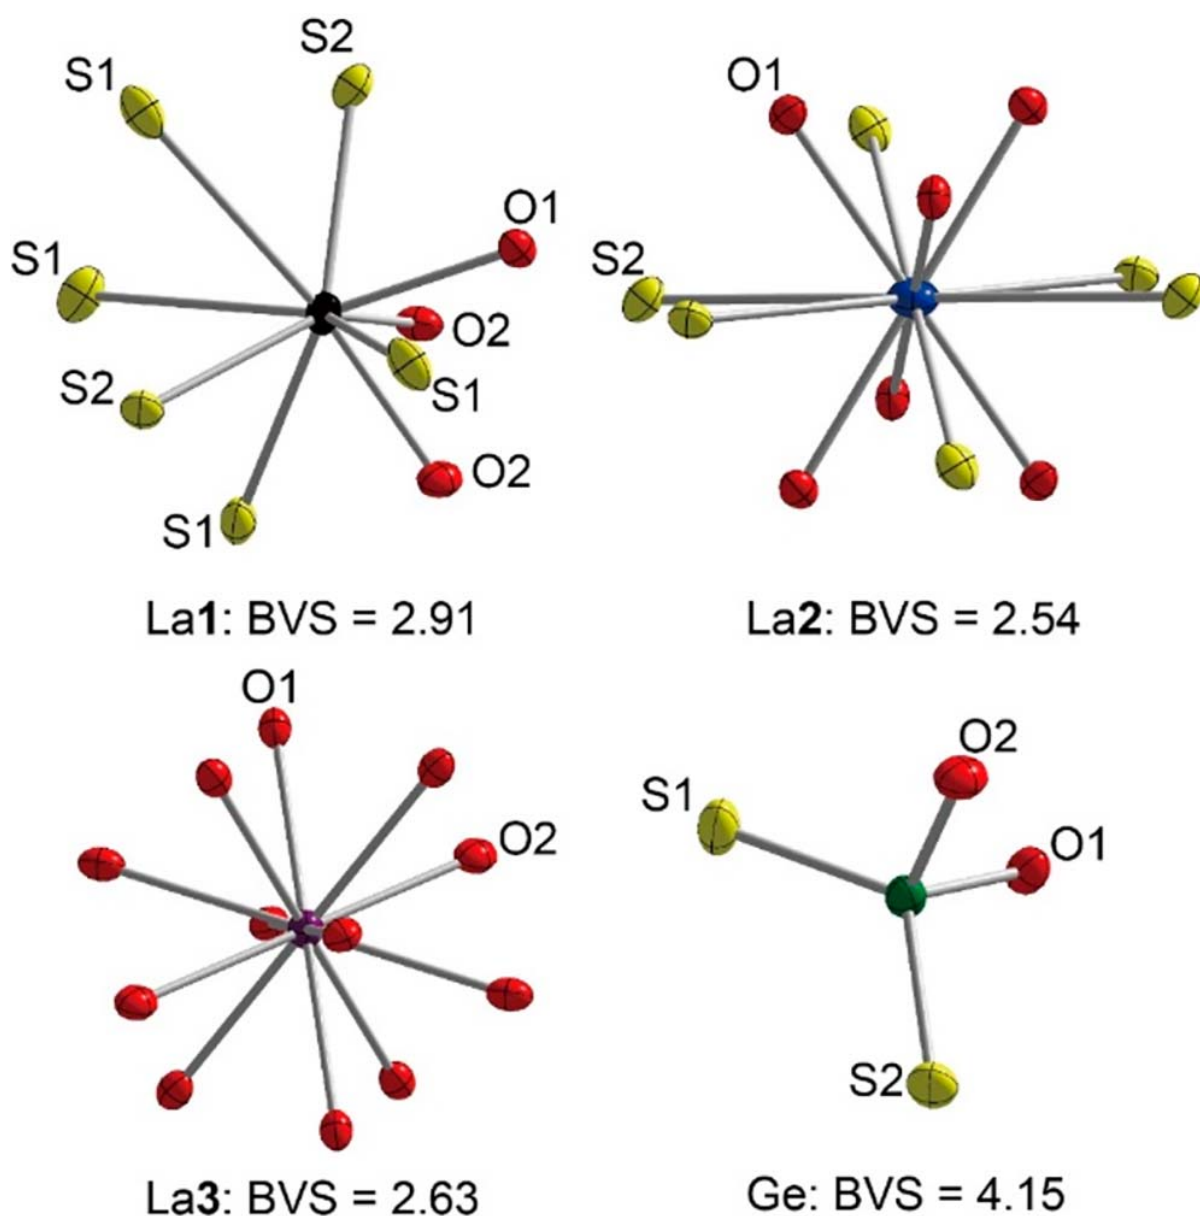 S2
S1
O1
S1
O2
S2
S1
O2
S1
La1: BVS = 2.91
O1
S2
La2: BVS = 2.54
O1
O2
La3: BVS = 2.63
O2
S1
O1
S2
Ge: BVS = 4.15